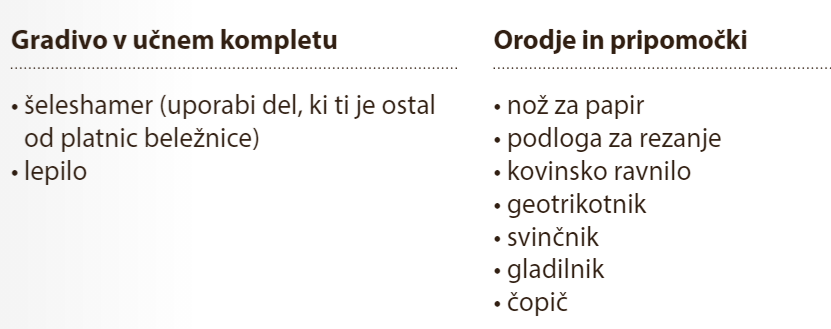 Gradivo v učnem kompletu
• šeleshamer (uporabi del, ki ti je ostal
od platnic beležnice)
• lepilo
Orodje in pripomočki
• nož za papir
• podloga za rezanje
• kovinsko ravnilo
• geotrikotnik
• svinčnik
• gladilnik
• čopič